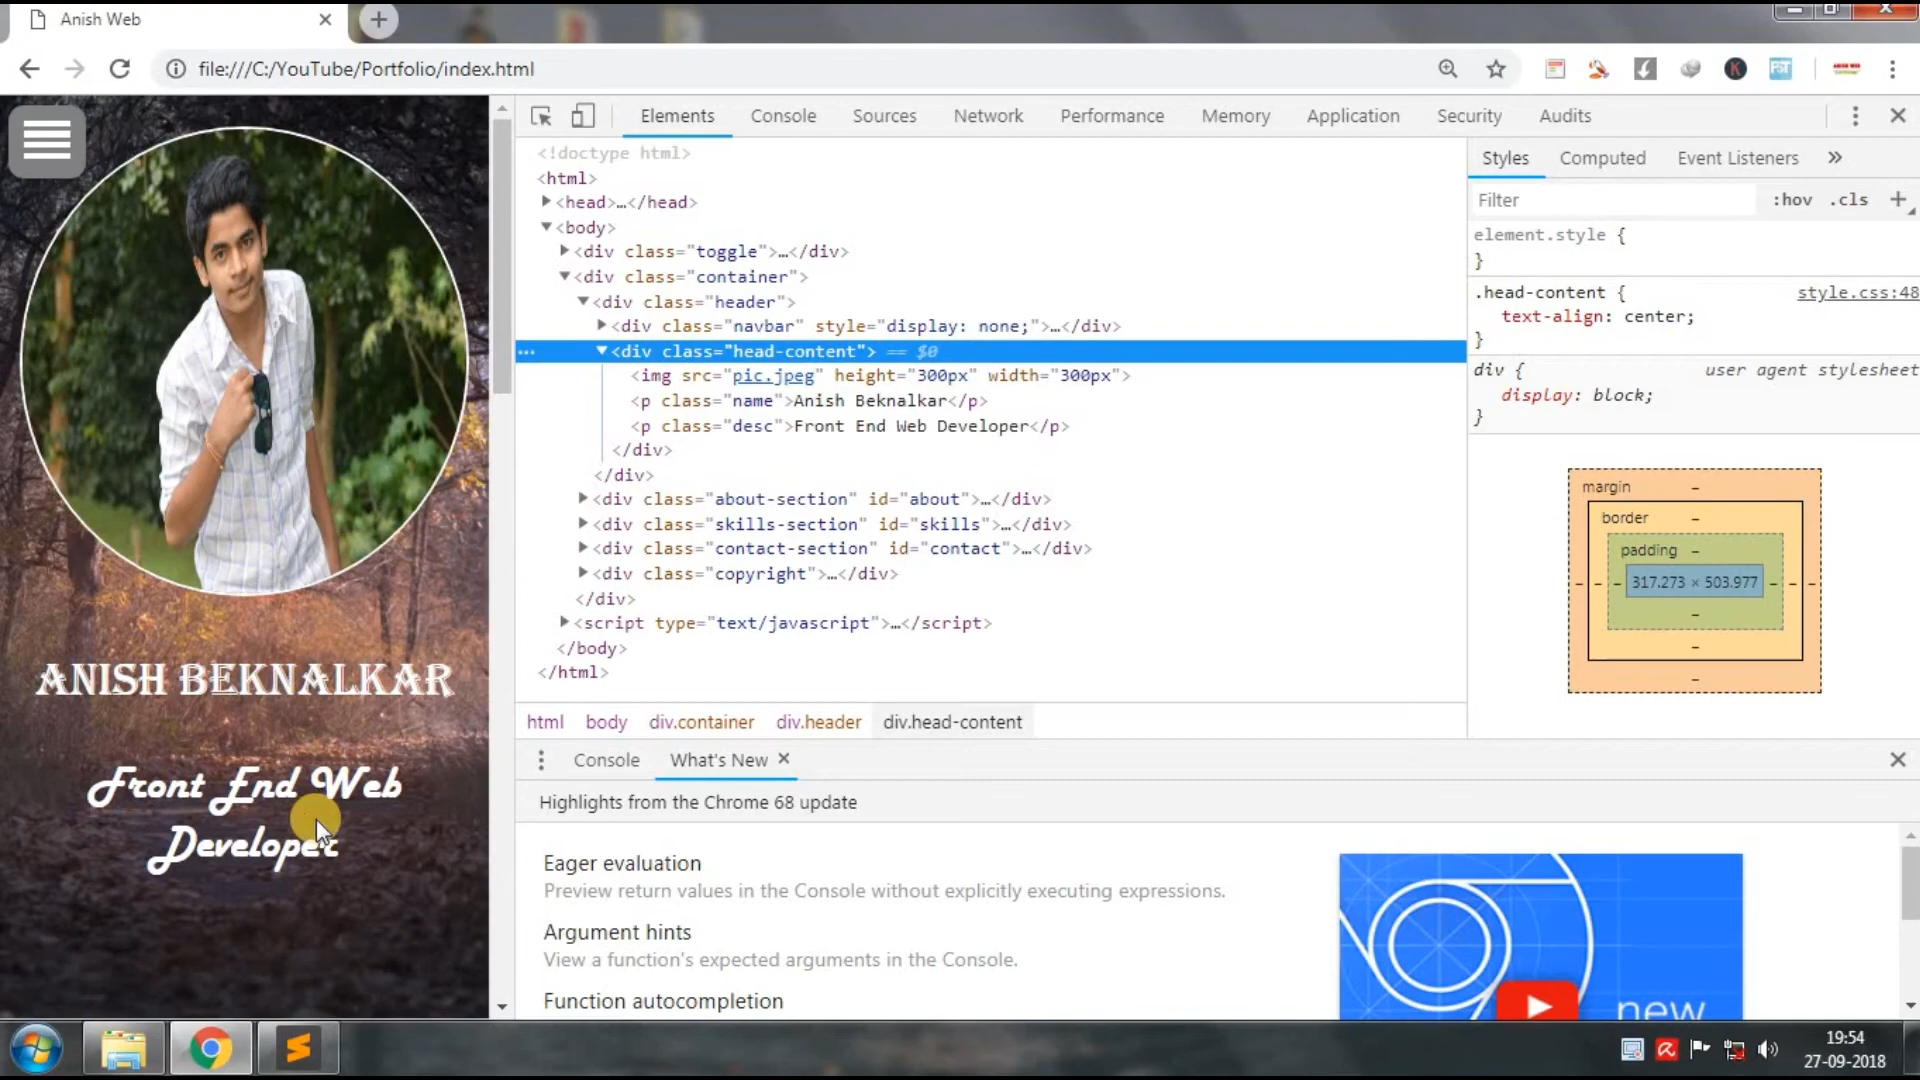 Anish Web
file:///C:/YouTube/Portfolio/index.html
ANISH BEKNALKAR
Front End Web
Developer
Elements Console Sources Network Performance Memory Application Security Audits
<!doctype html>
<html>
▶<head>…</head>
▼<body>
▶<div class="toggle">…</div>
▼<div class="container">
▼<div class="header">
▶<div class="navbar" style="display: none;">…</div>
▼<div class="head-content"> == $0
<img src="pic.jpeg" height="300px" width="300px">
<p class="name">Anish Beknalkar</p>
<p class="desc">Front End Web Developer</p>
</div>
</div>
▶<div class="about-section" id="about">…</div>
▶<div class="skills-section" id="skills">…</div>
▶<div class="contact-section" id="contact">…</div>
▶<div class="copyright">…</div>
</div>
▶<script type="text/javascript">…</script>
</body>
</html>
html body div.container div.header div.head-content
Styles Computed Event Listeners »
Filter :hov .cls +
element.style {
}
.head-content { style.css:48
text-align: center;
}
div { user agent stylesheet
display: block;
}
margin –
border –
padding –
– – – 317.273 × 503.977 – – –
–
–
–
Console What's New
Highlights from the Chrome 68 update
Eager evaluation
Preview return values in the Console without explicitly executing expressions.
Argument hints
View a function's expected arguments in the Console.
Function autocompletion
new
19:54
27-09-2018